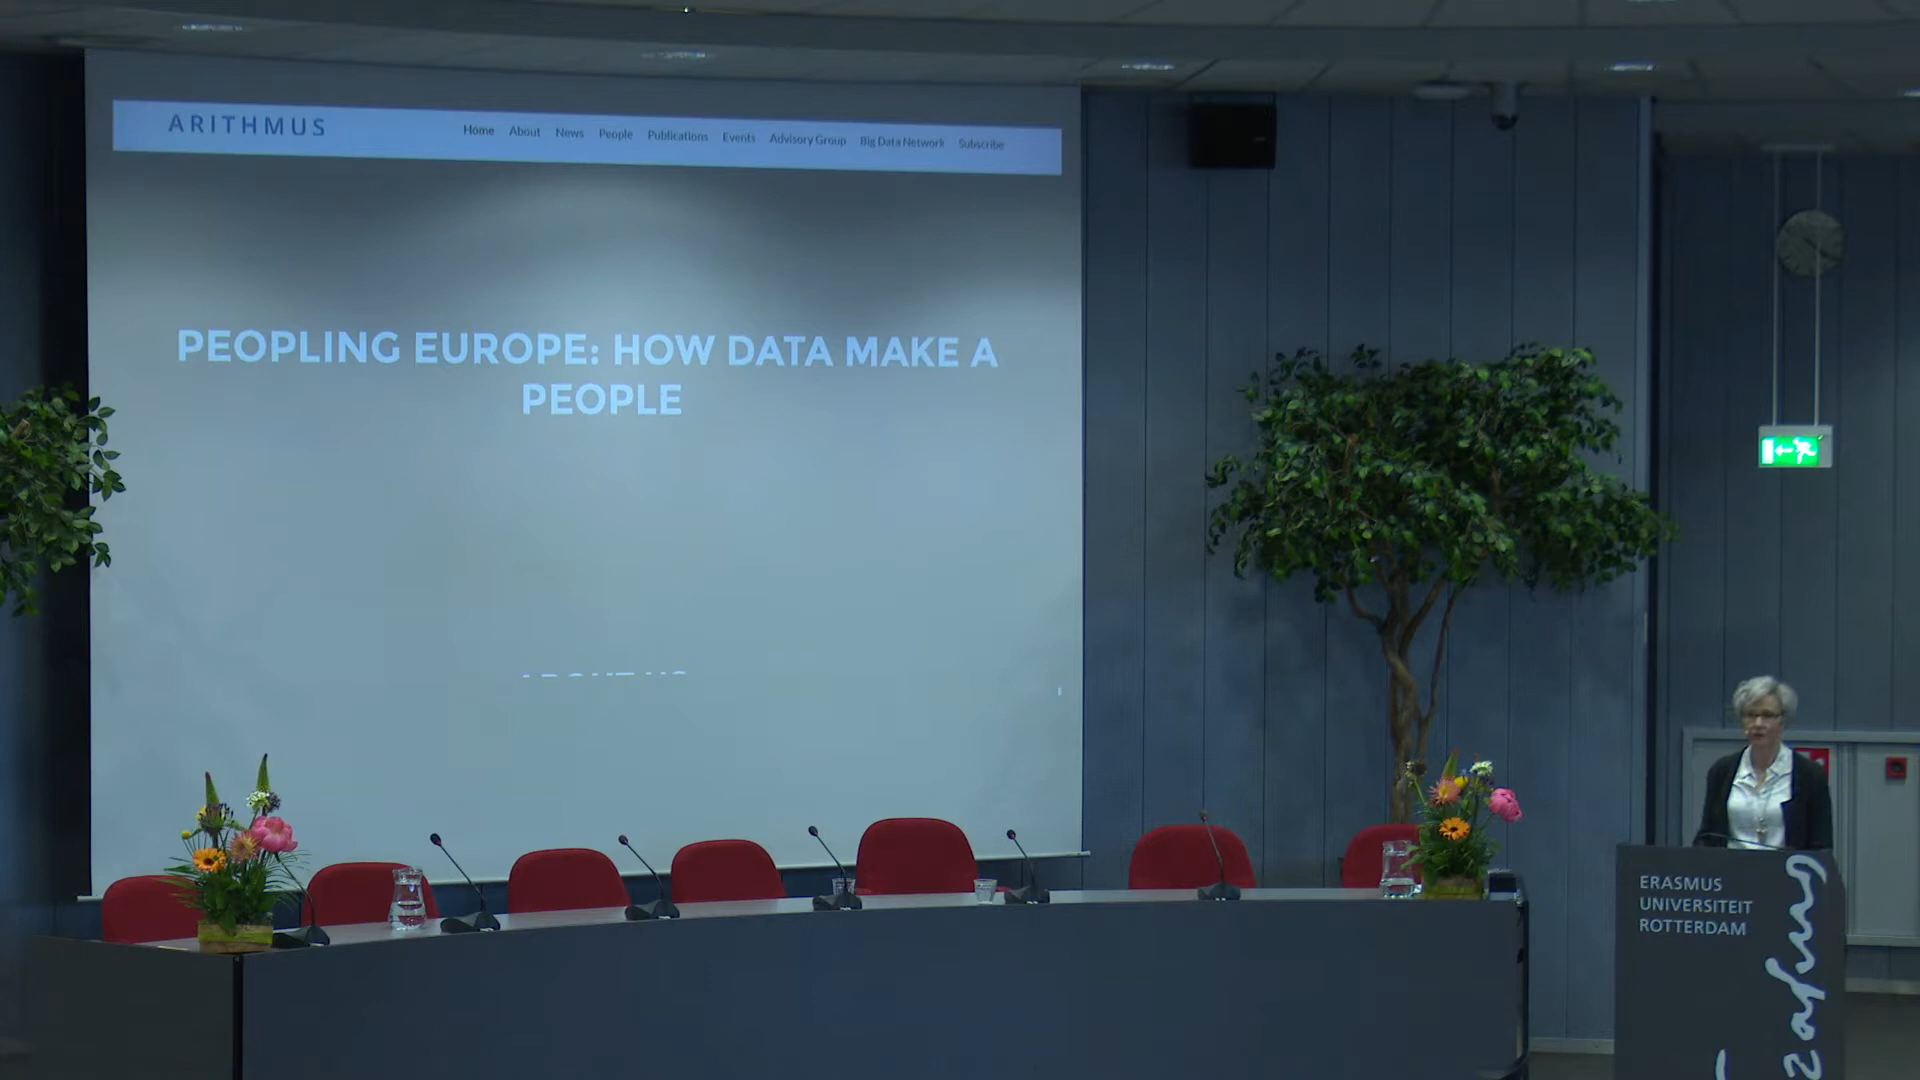 ARITHMUS
Home About News People Publications Events Advisory Group Big Data Network Subscribe
PEOPLING EUROPE: HOW DATA MAKE A
PEOPLE
ERASMUS
UNIVERSITEIT
ROTTERDAM
Erasmus